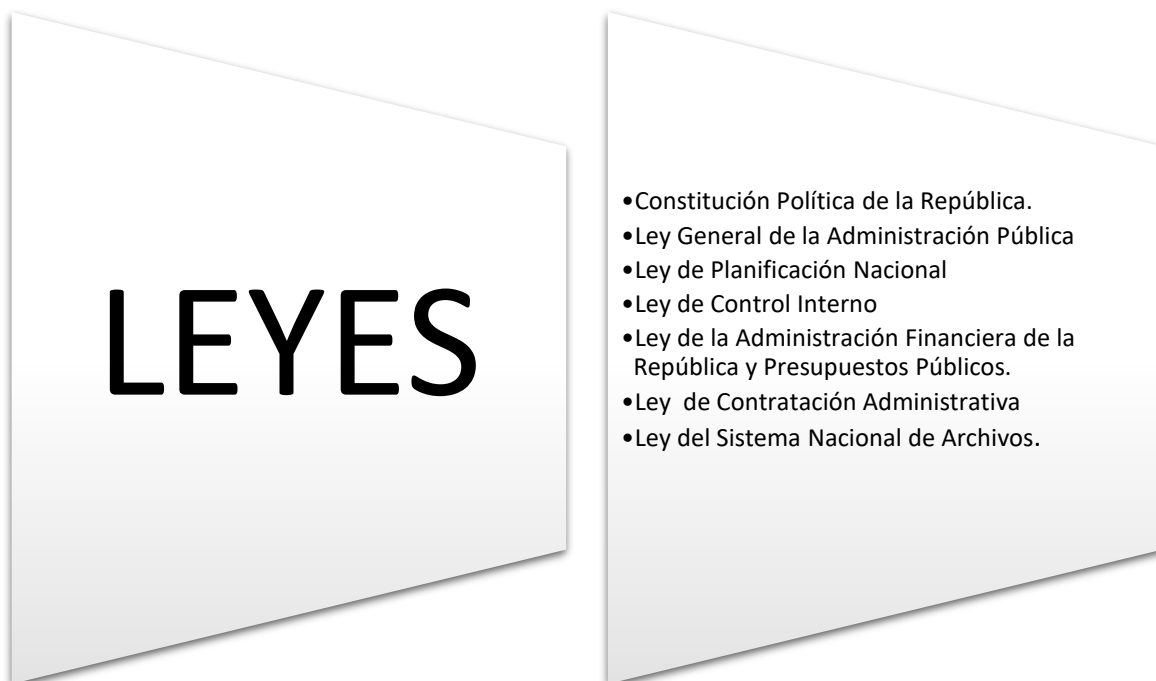 LEYES
•Constitución Política de la República.
•Ley General de la Administración Pública
•Ley de Planificación Nacional
•Ley de Control Interno
•Ley de la Administración Financiera de la
República y Presupuestos Públicos.
•Ley  de Contratación Administrativa
•Ley del Sistema Nacional de Archivos.